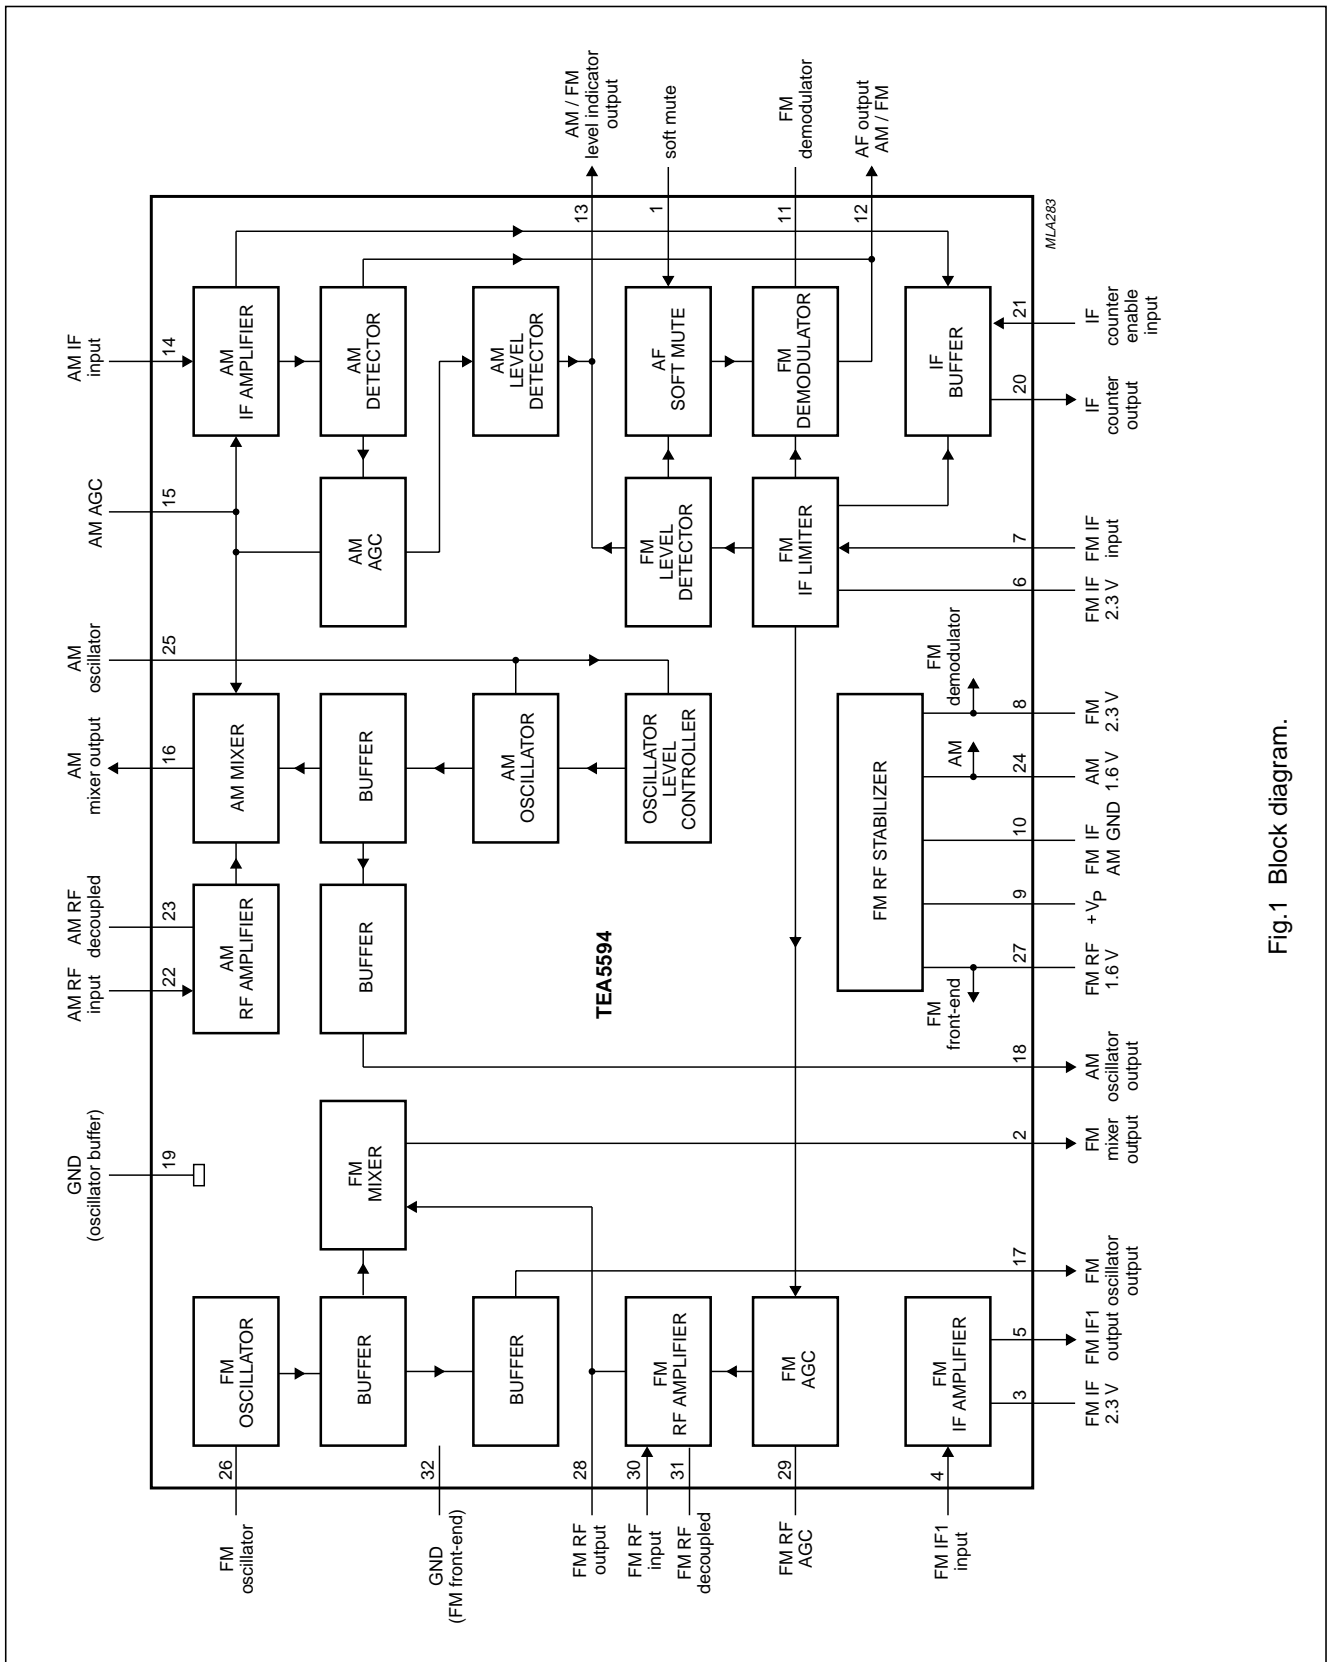 FM
oscillator
26
GND
(FM front-end)
32
FM RF
output
28
FM RF
input
30
FM RF
decoupled
31
FM RF
AGC
29
FM IF1
input
4
GND
(oscillator buffer)
19
AM RF
input
22
AM RF
decoupled
23
AM
mixer output
16
AM
oscillator
25
AM AGC
15
AM IF
input
14
FM
OSCILLATOR
BUFFER
BUFFER
FM
MIXER
FM
RF AMPLIFIER
FM
AGC
FM
IF AMPLIFIER
AM
RF AMPLIFIER
BUFFER
TEA5594
AM MIXER
BUFFER
AM
OSCILLATOR
OSCILLATOR
LEVEL
CONTROLLER
FM RF STABILIZER
FM
front-end
AM
FM
demodulator
AM
AGC
FM
LEVEL
DETECTOR
FM
IF LIMITER
AM
IF AMPLIFIER
AM
DETECTOR
AM
LEVEL
DETECTOR
AF
SOFT MUTE
FM
DEMODULATOR
IF
BUFFER
13
AM / FM
level indicator
output
1
soft mute
11
FM
demodulator
12
AF output
AM / FM
3
FM IF
2.3 V
5
FM IF1
output
17
FM
oscillator
output
2
FM
mixer
output
18
AM
oscillator
output
27
FM RF
1.6 V
9
+VP
10
FM IF
AM GND
24
AM
1.6 V
8
FM
2.3 V
6
FM IF
2.3 V
7
FM IF
input
20
IF
counter
output
21
IF
counter
enable
input
MLA283
Fig.1 Block diagram.